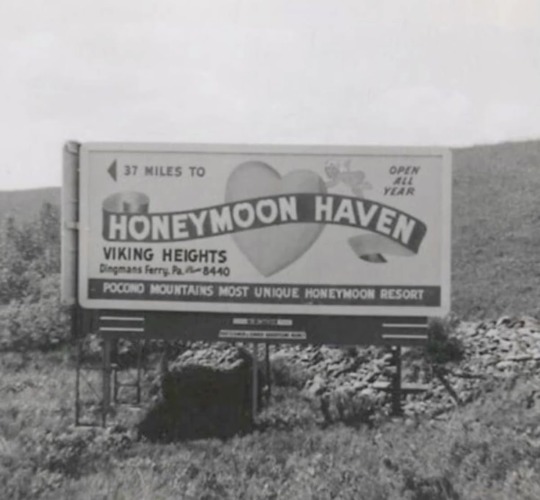 37 MILES TO
OPEN
ALL
YEAR
HONEYMOON HAVEN
VIKING HEIGHTS
Dingmans Ferry, Pa. Phone 8440
POCONO MOUNTAINS MOST UNIQUE HONEYMOON RESORT